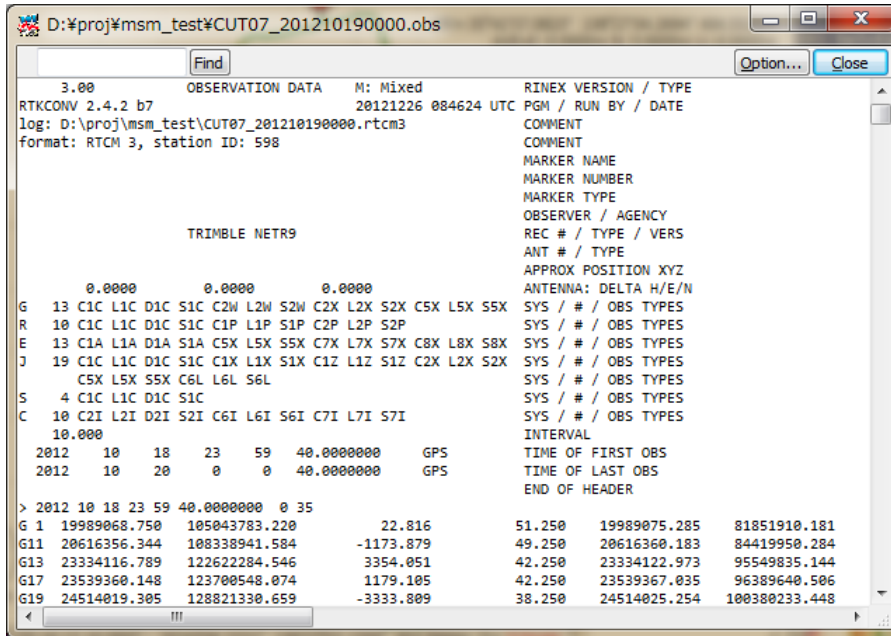 D:¥proj¥msm_test¥CUT07_201210190000.obs
Find Option... Close
3.00 OBSERVATION DATA M: Mixed RINEX VERSION / TYPE
RTKCONV 2.4.2 b7 20121226 084624 UTC PGM / RUN BY / DATE
log: D:\proj\msm_test\CUT07_201210190000.rtcm3 COMMENT
format: RTCM 3, station ID: 598 COMMENT
MARKER NAME
MARKER NUMBER
MARKER TYPE
OBSERVER / AGENCY
TRIMBLE NETR9 REC # / TYPE / VERS
ANT # / TYPE
APPROX POSITION XYZ
0.0000 0.0000 0.0000 ANTENNA: DELTA H/E/N
G 13 C1C L1C D1C S1C C2W L2W S2W C2X L2X S2X C5X L5X S5X SYS / # / OBS TYPES
R 10 C1C L1C D1C S1C C1P L1P S1P C2P L2P S2P SYS / # / OBS TYPES
E 13 C1A L1A D1A S1A C5X L5X S5X C7X L7X S7X C8X L8X S8X SYS / # / OBS TYPES
J 19 C1C L1C D1C S1C C1X L1X S1X C1Z L1Z S1Z C2X L2X S2X SYS / # / OBS TYPES
C5X L5X S5X C6L L6L S6L SYS / # / OBS TYPES
S 4 C1C L1C D1C S1C SYS / # / OBS TYPES
C 10 C2I L2I D2I S2I C6I L6I S6I C7I L7I S7I SYS / # / OBS TYPES
10.000 INTERVAL
2012 10 18 23 59 40.0000000 GPS TIME OF FIRST OBS
2012 10 20 0 0 40.0000000 GPS TIME OF LAST OBS
END OF HEADER
> 2012 10 18 23 59 40.0000000 0 35
G 1 19989068.750 105043783.220 22.816 51.250 19989075.285 81851910.181
G11 20616356.344 108338941.584 -1173.879 49.250 20616360.183 84419950.284
G13 23334116.789 122622284.546 3354.051 42.250 23334122.973 95549835.144
G17 23539360.148 123700548.074 1179.105 42.250 23539367.035 96389640.506
G19 24514019.305 128821330.659 -3333.809 38.250 24514025.254 100380233.448